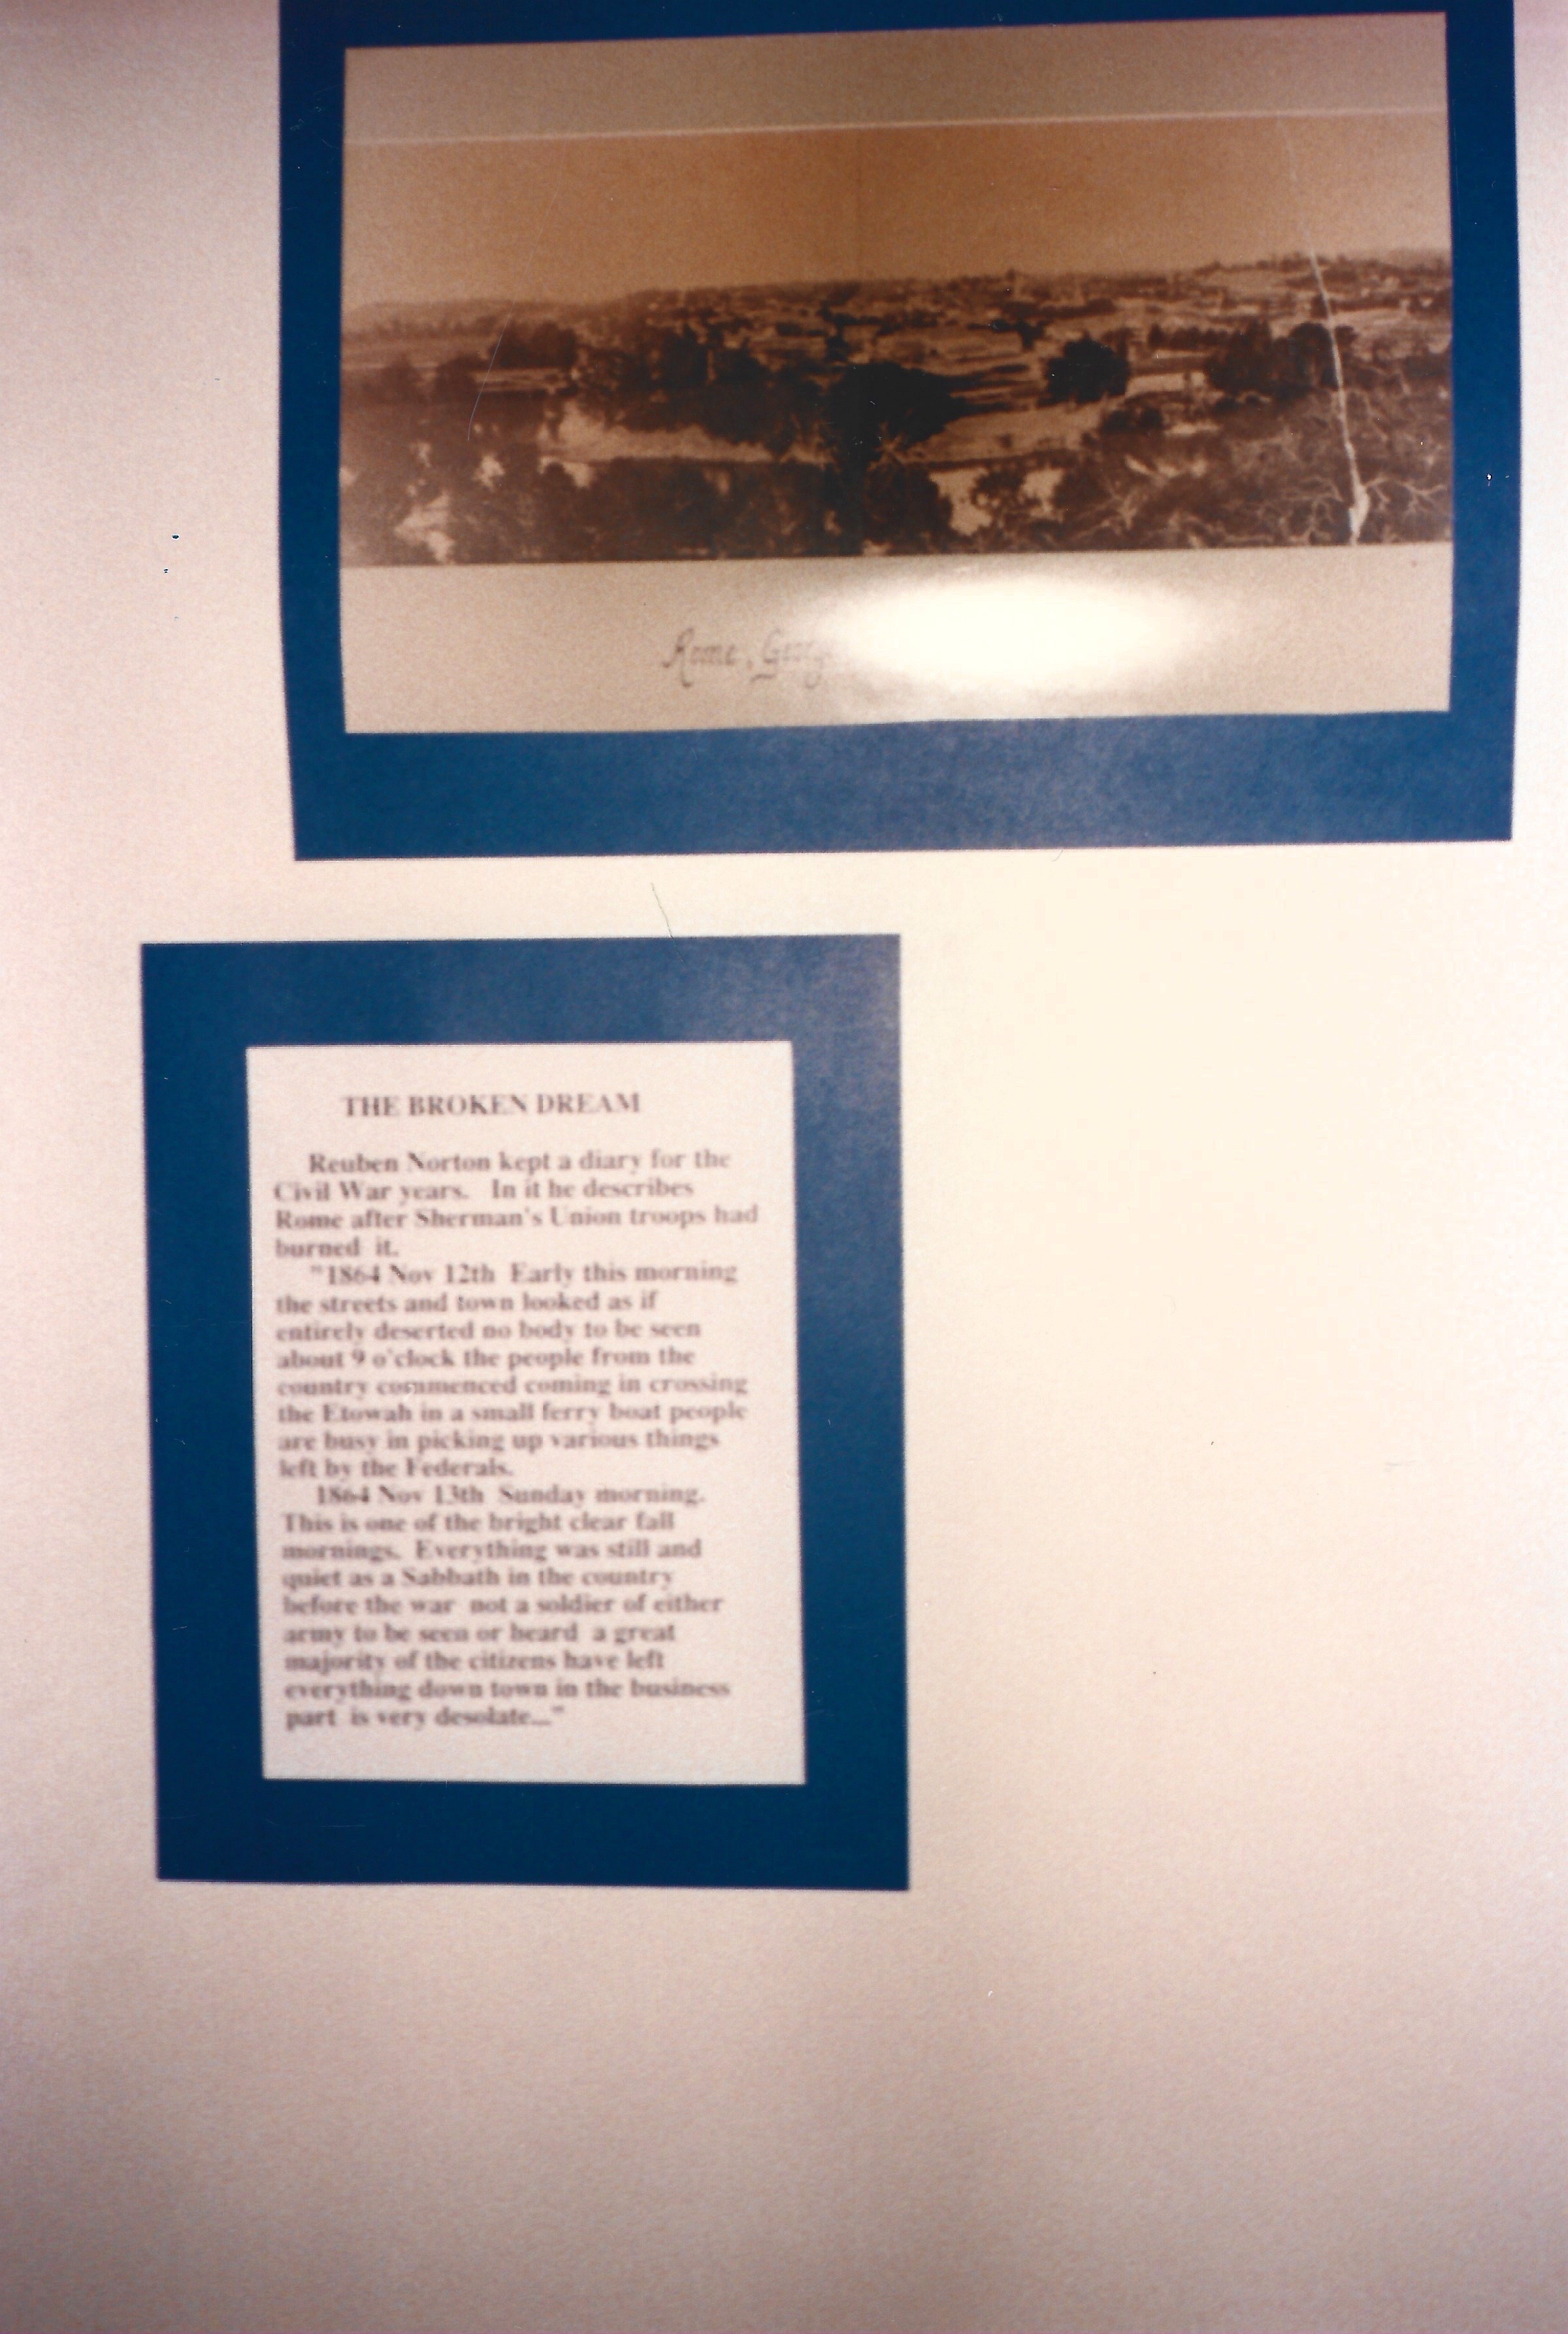 Rome, Georg
THE BROKEN DREAM
Reuben Norton kept a diary for the
Civil War years. In it he describes
Rome after Sherman's Union troops had
burned it.
"1864 Nov 12th Early this morning
the streets and town looked as if
entirely deserted no body to be seen
about 9 o'clock the people from the
country commenced coming in crossing
the Etowah in a small ferry boat people
are busy in picking up various things
left by the Federals.
1864 Nov 13th Sunday morning.
This is one of the bright clear fall
mornings. Everything was still and
quiet as a Sabbath in the country
before the war not a soldier of either
army to be seen or heard a great
majority of the citizens have left
everything down town in the business
part is very desolate..."